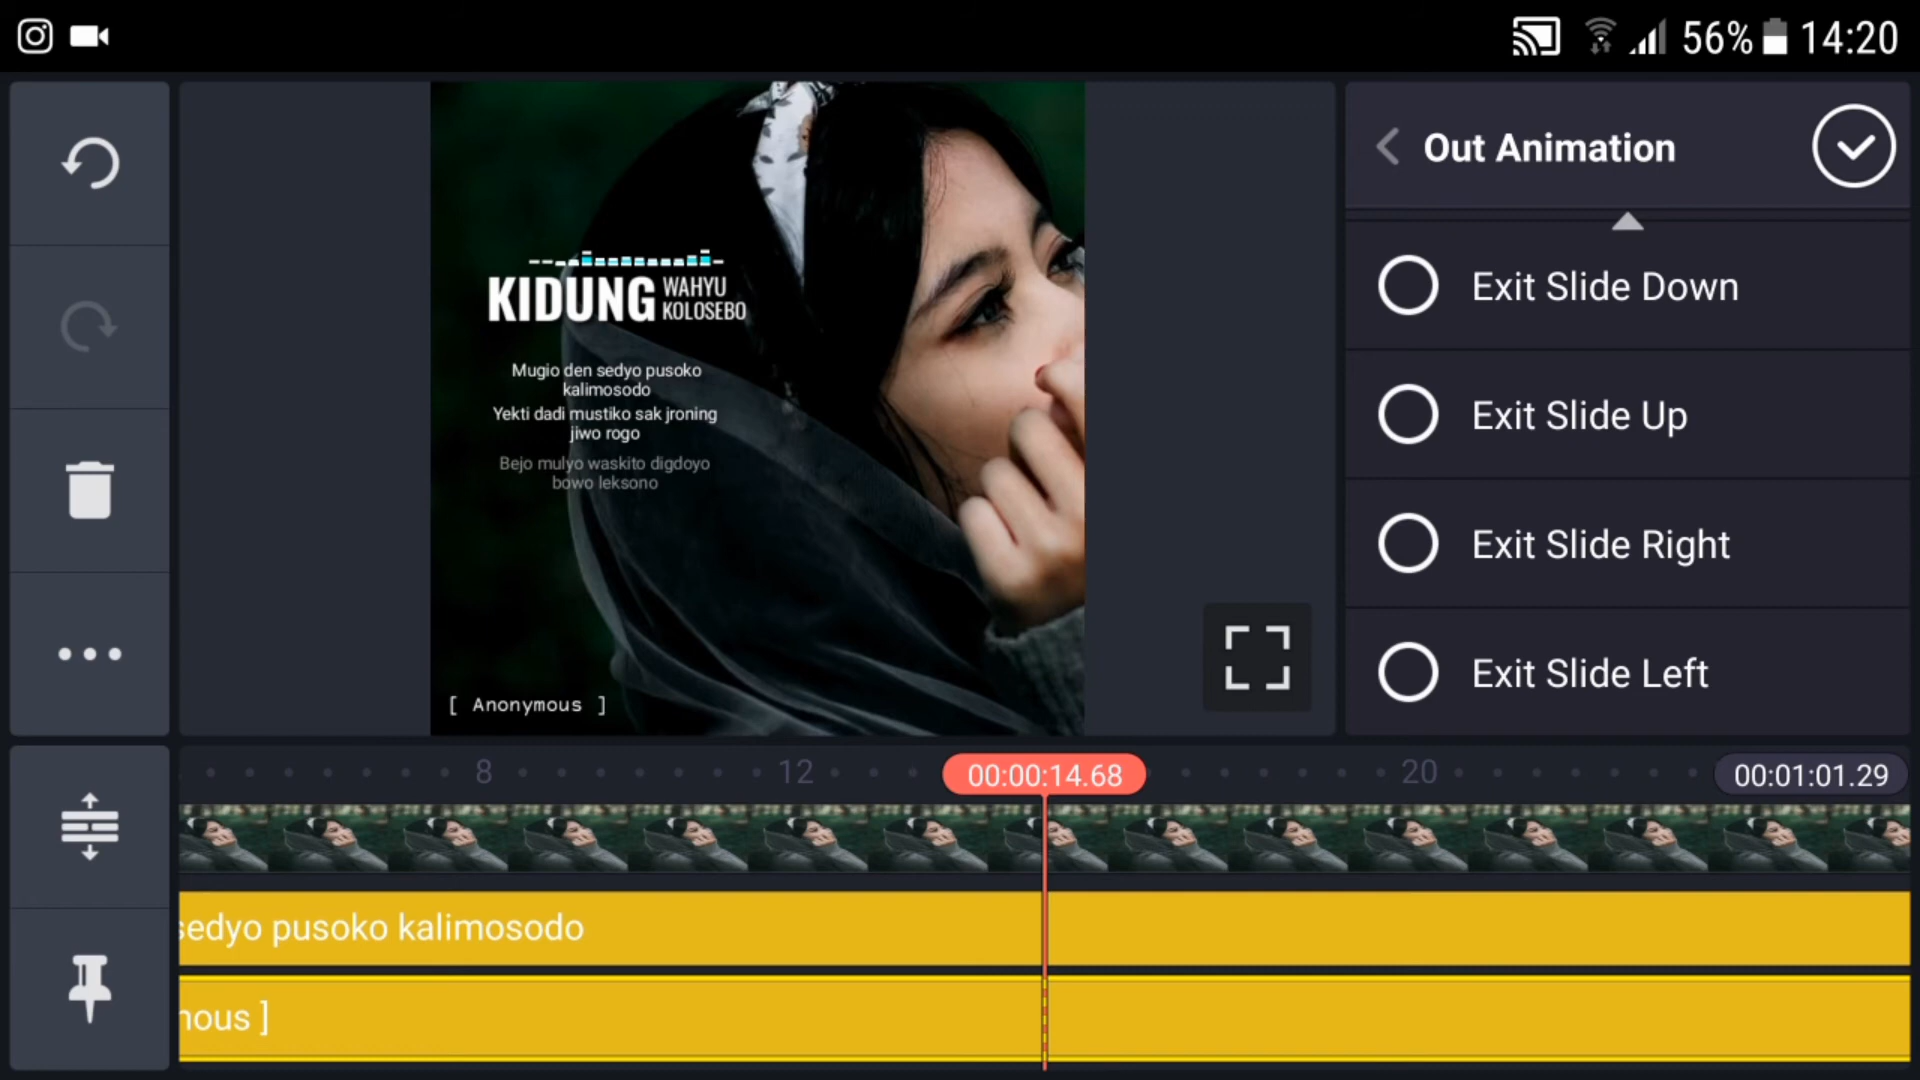 56% 14:20
Out Animation
Exit Slide Down
Exit Slide Up
Exit Slide Right
Exit Slide Left
KIDUNG WAHYU
KOLOSEBO
Mugio den sedyo pusoko
kalimosodo
Yekti dadi mustiko sak jroning
jiwo rogo
Bejo mulyo waskito digdoyo
bowo leksono
[ Anonymous ]
8 12 00:00:14.68 20 00:01:01.29
sedyo pusoko kalimosodo
nous ]